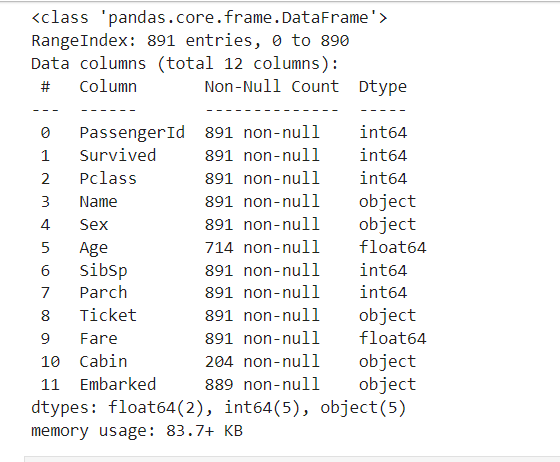 <class 'pandas.core.frame.DataFrame'>
RangeIndex: 891 entries, 0 to 890
Data columns (total 12 columns):
 #   Column       Non-Null Count  Dtype
---  ------       --------------  -----
 0   PassengerId  891 non-null    int64
 1   Survived     891 non-null    int64
 2   Pclass       891 non-null    int64
 3   Name         891 non-null    object
 4   Sex          891 non-null    object
 5   Age          714 non-null    float64
 6   SibSp        891 non-null    int64
 7   Parch        891 non-null    int64
 8   Ticket       891 non-null    object
 9   Fare         891 non-null    float64
 10  Cabin        204 non-null    object
 11  Embarked     889 non-null    object
dtypes: float64(2), int64(5), object(5)
memory usage: 83.7+ KB